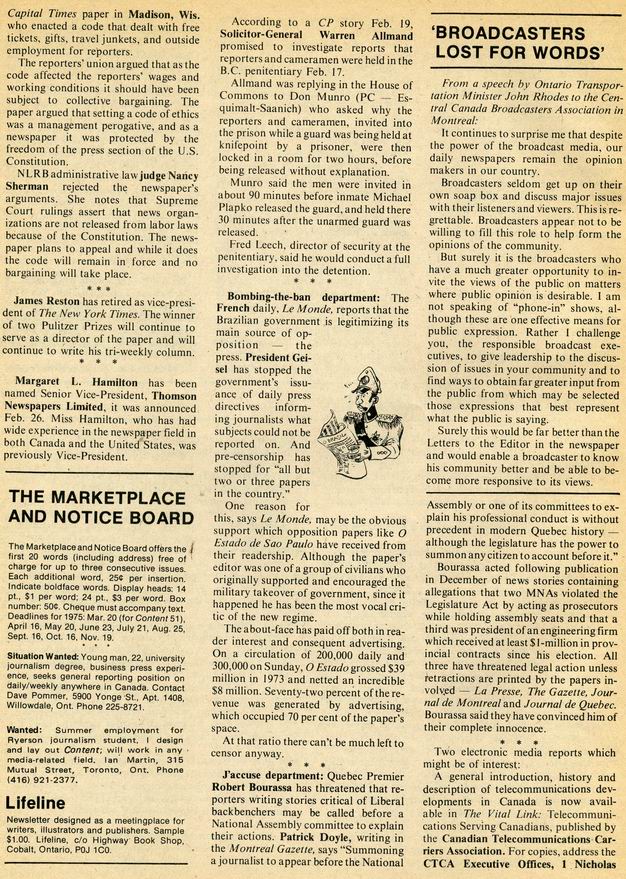 Capital Times paper in Madison, Wis.
who enacted a code that dealt with free
tickets, gifts, travel junkets, and outside
employment for reporters.
The reporters' union argued that as the
code affected the reporters' wages and
working conditions it should have been
subject to collective bargaining. The
paper argued that setting a code of ethics
was a management perogative, and as a
newspaper it was protected by the
freedom of the press section of the U.S.
Constitution.
NLRB administrative law judge Nancy
Sherman rejected the newspaper's
arguments. She notes that Supreme
Court rulings assert that news organ-
izations are not released from labor laws
because of the Constitution. The news-
paper plans to appeal and while it does
the code will remain in force and no
bargaining will take place.
* * *
James Reston has retired as vice-presi-
dent of The New York Times. The winner
of two Pulitzer Prizes will continue to
serve as a director of the paper and will
continue to write his tri-weekly column.
* * *
Margaret L. Hamilton has been
named Senior Vice-President, Thomson
Newspapers Limited, it was announced
Feb. 26. Miss Hamilton, who has had
wide experience in the newspaper field in
both Canada and the United States, was
previously Vice-President.
THE MARKETPLACE
AND NOTICE BOARD
The Marketplace and Notice Board offers the
first 20 words (including address) free of
charge for up to three consecutive issues.
Each additional word, 25¢ per insertion.
Indicate boldface words. Display heads: 14
pt., $1 per word; 24 pt., $3 per word. Box
number: 50¢. Cheque must accompany text.
Deadlines for 1975: Mar. 20 (for Content 51),
April 16, May 20, June 23, July 21, Aug. 25,
Sept. 16, Oct. 16, Nov. 19.
* * *
Situation Wanted: Young man, 22, university
journalism degree, business press experi-
ence, seeks general reporting position on
daily/weekly anywhere in Canada. Contact
Dave Pommer, 5900 Yonge St., Apt. 1408,
Willowdale, Ont. Phone 225-8721.
Wanted: Summer employment for
Ryerson journalism student. I design
and lay out Content; will work in any
media-related field. Ian Martin, 315
Mutual Street, Toronto, Ont. Phone
(416) 921-2377.
Lifeline
Newsletter designed as a meetingplace for
writers, illustrators and publishers. Sample
$1.00. Lifeline, c/o Highway Book Shop,
Cobalt, Ontario, P0J 1C0.
According to a CP story Feb. 19,
Solicitor-General Warren Allmand
promised to investigate reports that
reporters and cameramen were held in the
B.C. penitentiary Feb. 17.
Allmand was replying in the House of
Commons to Don Munro (PC — Es-
quimalt-Saanich) who asked why the
reporters and cameraman, invited into
the prison while a guard was being held at
knifepoint by a prisoner, were then
locked in a room for two hours, before
being released without explanation.
Munro said the men were invited in
about 90 minutes before inmate Michael
Plapko released the guard, and held there
30 minutes after the unarmed guard was
released.
Fred Leech, director of security at the
penitentiary, said he would conduct a full
investigation into the detention.
* * *
Bombing-the-ban department: The
French daily, Le Monde, reports that the
Brazilian government is legitimizing its
main source of op-
position — the
press. President Gei-
sel has stopped the
government's issu-
ance of daily press
directives inform-
ing journalists what
subjects could not be
reported on. And
pre-censorship has
stopped for "all but
two or three papers
in the country."
One reason for
this, says Le Monde, may be the obvious
support which opposition papers like O
Estado de Sao Paulo have received from
their readership. Although the paper's
editor was one of a group of civilians who
originally supported and encouraged the
military takeover of government, since it
happened he has been the most vocal cri-
tic of the new regime.
The about-face has paid off both in rea-
der interest and consequent advertising.
On a circulation of 200,000 daily and
300,000 on Sunday, O Estado grossed $39
million in 1973 and netted an incredible
$8 million. Seventy-two percent of the re-
venue was generated by advertising,
which occupied 70 per cent of the paper's
space.
At that ratio there can't be much left to
censor anyway.
* * *
J'accuse department: Quebec Premier
Robert Bourassa has threatened that re-
porters writing stories critical of Liberal
backbenchers may be called before a
National Assembly committee to explain
their actions. Patrick Doyle, writing in
the Montreal Gazette, says "Summoning
a journalist to appear before the National
'BROADCASTERS
LOST FOR WORDS'
From a speech by Ontario Transpor-
tation Minister John Rhodes to the Cen-
tral Canada Broadcasters Association in
Montreal:
It continues to surprise me that despite
the power of the broadcast media, our
daily newspapers remain the opinion
makers in our country.
Broadcasters seldom get up on their
own soap box and discuss major issues
with their listeners and viewers. This is re-
grettable. Broadcasters appear not to be
willing to fill this role to help form the
opinions of the community.
But surely it is the broadcasters who
have a much greater opportunity to in-
vite the views of the public on matters
where public opinion is desirable. I am
not speaking of "phone-in" shows, al-
though these are one effective means for
public expression. Rather I challenge
you, the responsible broadcast exe-
cutives, to give leadership to the discus-
sion of issues in your community and to
find ways to obtain far greater input from
the public from which may be selected
those expressions that best represent
what the public is saying.
Surely this would be far better than the
Letters to the Editor in the newspaper
and would enable a broadcaster to know
his community better and be able to be-
come more responsive to its views.
Assembly or one of its committees to ex-
plain his professional conduct is without
precedent in modern Quebec history —
although the legislature has the power to
summon any citizen to account before it."
Bourassa acted following publication
in December of news stories containing
allegations that two MNAs violated the
Legislature Act by acting as prosecutors
while holding assembly seats and that a
third was president of an engineering firm
which received at least $1-million in pro-
vincial contracts since his election. All
three have threatened legal action unless
retractions are printed by the papers in-
volved — La Presse, The Gazette, Jour-
nal de Montreal and Journal de Quebec.
Bourassa said they have convinced him of
their complete innocence.
* * *
Two electronic media reports which
might be of interest:
A general introduction, history and
description of telecommunications dev-
elopments in Canada is now avail-
able in The Vital Link: Telecommuni-
cations Serving Canadians, published by
the Canadian Telecommunications Car-
riers Association. For copies, address the
CTCA Executive Offices, 1 Nicholas